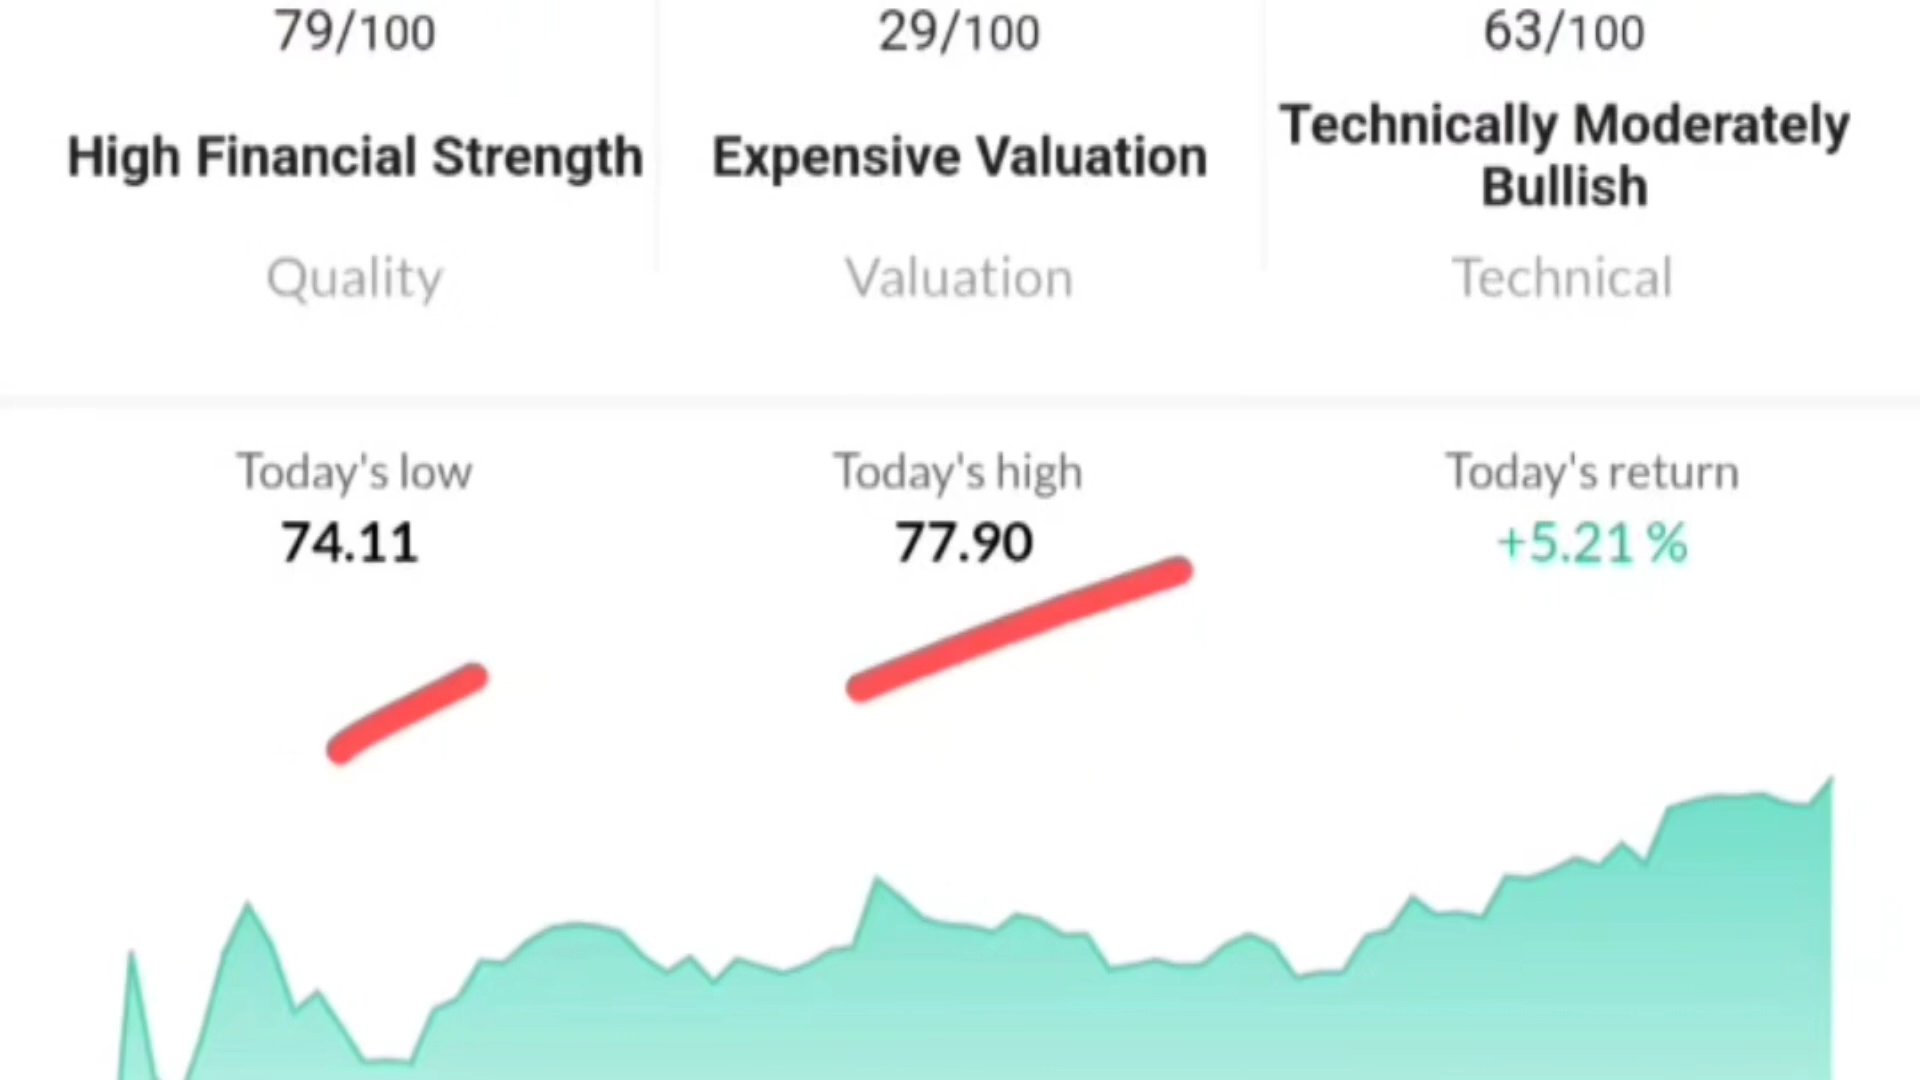 79/100 29/100 63/100
High Financial Strength Expensive Valuation Technically Moderately
Bullish
Quality Valuation Technical
Today's low Today's high Today's return
74.11 77.90 +5.21 %